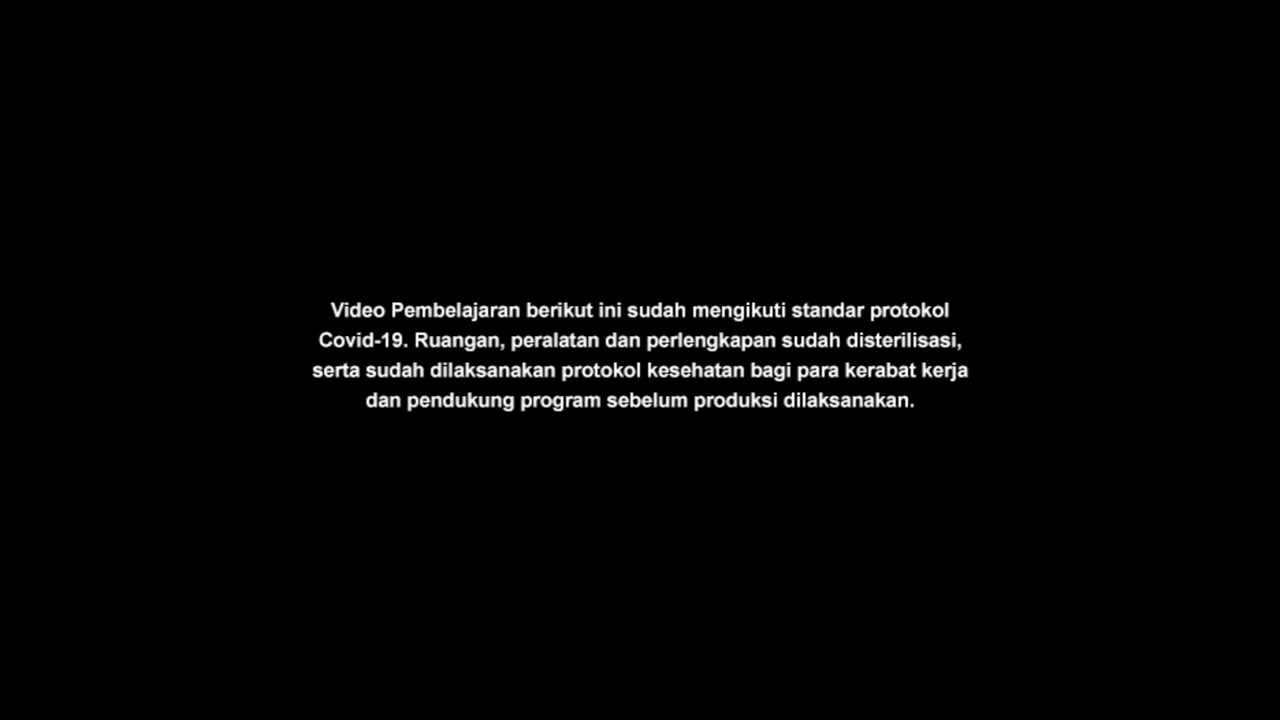 Video Pembelajaran berikut ini sudah mengikuti standar protokol
Covid-19. Ruangan, peralatan dan perlengkapan sudah disterilisasi,
serta sudah dilaksanakan protokol kesehatan bagi para kerabat kerja
dan pendukung program sebelum produksi dilaksanakan.